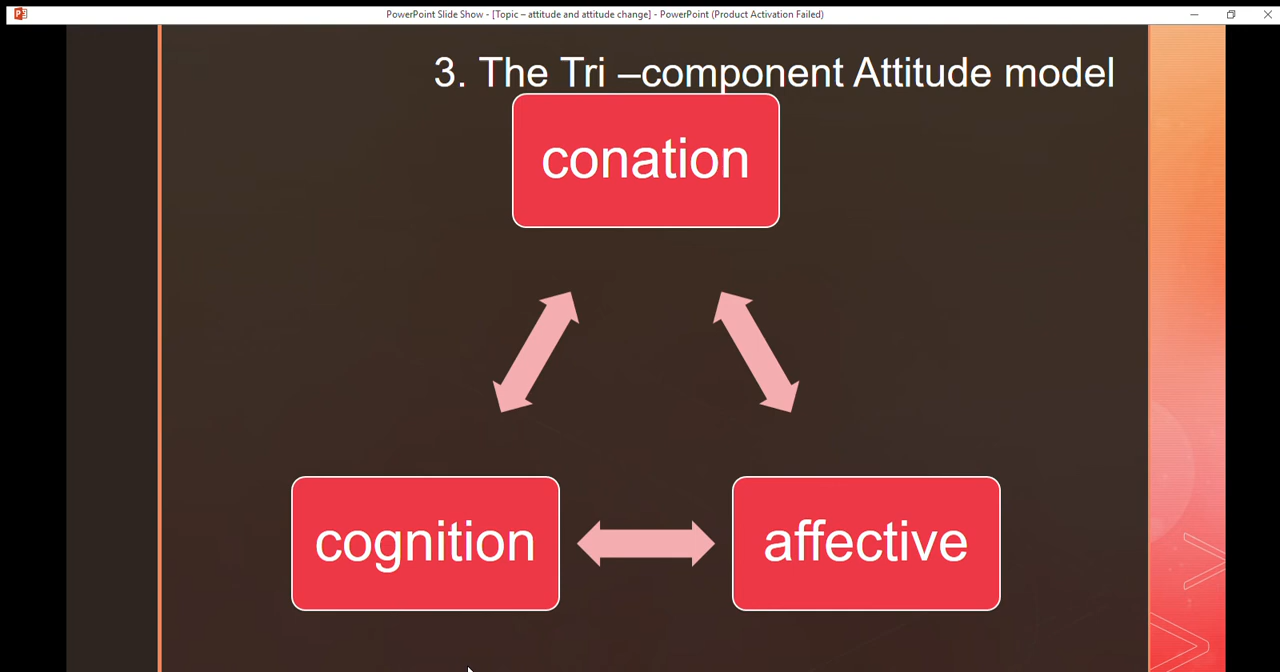 PowerPoint Slide Show - [Topic – attitude and attitude change] - PowerPoint (Product Activation Failed)
3. The Tri –component Attitude model
conation
cognition
affective